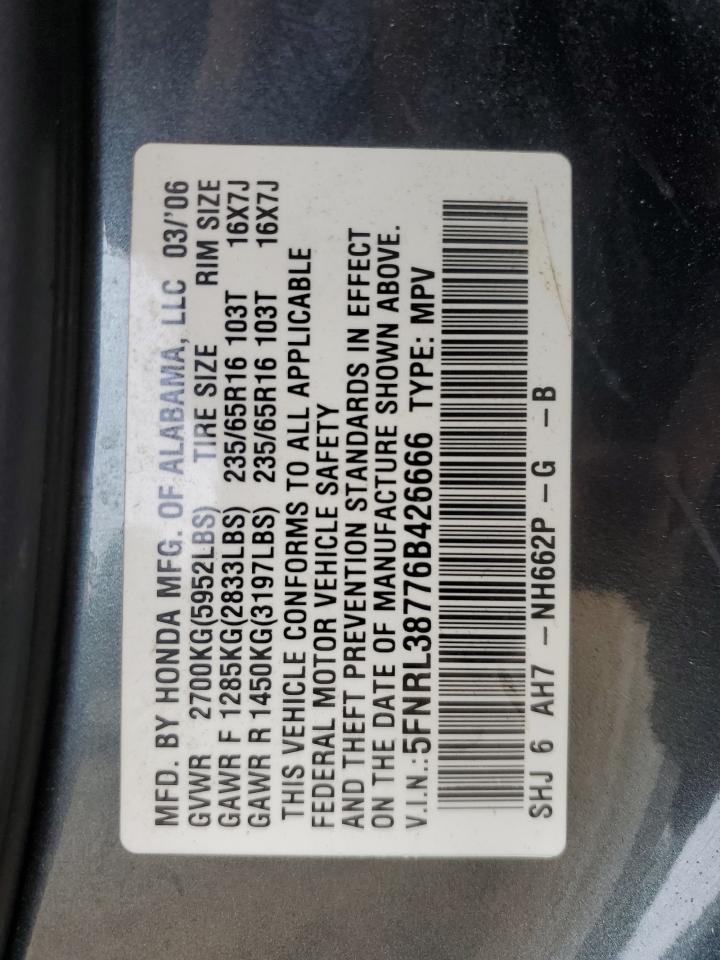 MFD. BY HONDA MFG. OF ALABAMA, LLC 03/'06
GVWR 2700KG(5952LBS) TIRE SIZE RIM SIZE
GAWR F 1285KG(2833LBS) 235/65R16 103T 16X7J
GAWR R 1450KG(3197LBS) 235/65R16 103T 16X7J
THIS VEHICLE CONFORMS TO ALL APPLICABLE
FEDERAL MOTOR VEHICLE SAFETY
AND THEFT PREVENTION STANDARDS IN EFFECT
ON THE DATE OF MANUFACTURE SHOWN ABOVE.
V.I.N.:5FNRL38776B426666 TYPE: MPV
SHJ 6 AH7 -NH662P -G -B